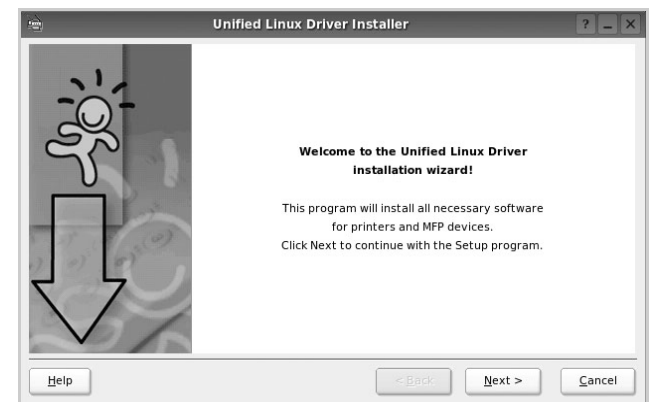 Unified Linux Driver Installer
Welcome to the Unified Linux Driver
installation wizard!
This program will install all necessary software
for printers and MFP devices.
Click Next to continue with the Setup program.
Help
< Back
Next >
Cancel